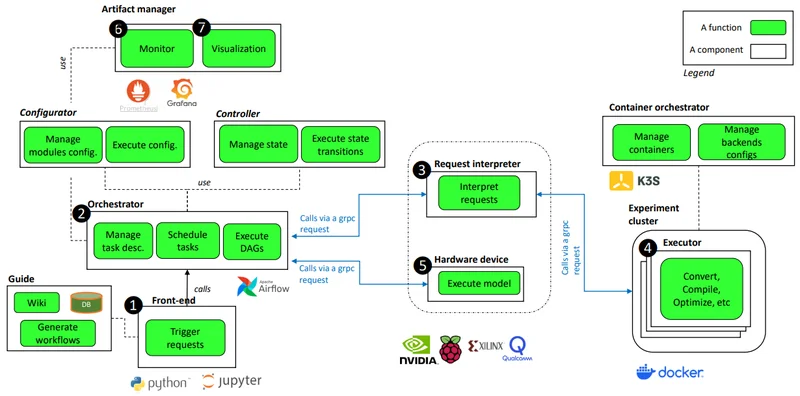 Artifact manager
6
Monitor
7
Visualization
use
Prometheus
Grafana
A function
A component
Legend
Configurator
Manage
modules config.
Execute config.
Controller
Manage state
Execute state
transitions
use
Container orchestrator
Manage
containers
Manage
backends
configs
K3S
2
Orchestrator
Manage
task desc.
Schedule
tasks
Execute
DAGs
Calls via a grpc
request
Calls via a grpc
request
3
Request interpreter
Interpret
requests
5
Hardware device
Execute model
Calls via a grpc
request
Experiment
cluster
4
Executor
Convert,
Compile,
Optimize, etc
Guide
Wiki
DB
Generate
workflows
calls
Apache
Airflow
1
Front-end
Trigger
requests
python
jupyter
NVIDIA
XILINX
Qualcomm
docker